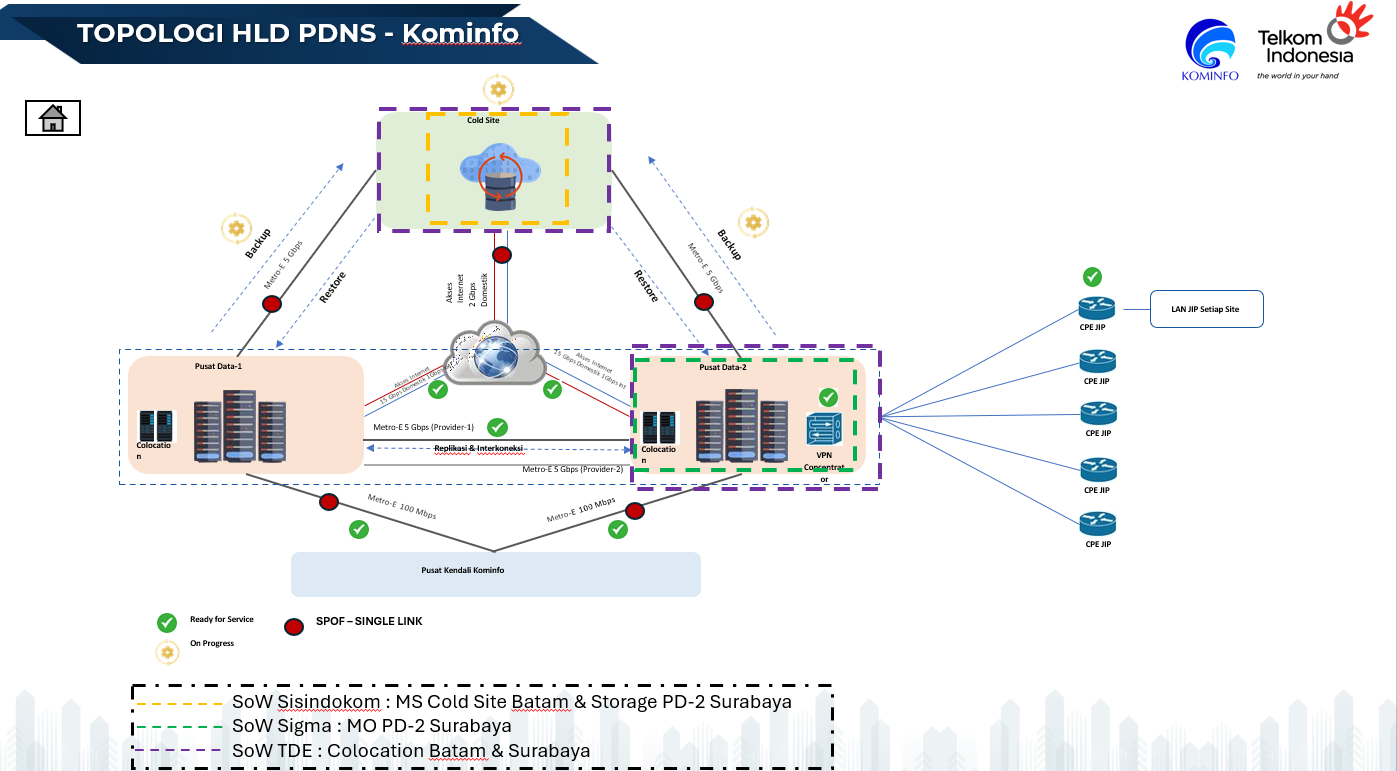 TOPOLOGI HLD PDNS - Kominfo
KOMINFO
Telkom
Indonesia
the world in your hand
Cold Site
Backup
Metro-E 5 Gbps
Restore
Akses
Internet
2 Gbps
Domestik
Backup
Metro-E 5 Gbps
Restore
CPE JIP
LAN JIP Setiap Site
CPE JIP
CPE JIP
CPE JIP
CPE JIP
Pusat Data-1
Colocatio
n
Akses Internet
15 Gbps Domestik 1Gbps
Akses Internet
15 Gbps Domestik 1Gbps Int
Metro-E 5 Gbps (Provider-1)
Replikasi & Interkoneksi
Metro-E 5 Gbps (Provider-2)
Pusat Data-2
Colocatio
n
VPN
Concentrat
or
Metro-E 100 Mbps
Metro-E 100 Mbps
Pusat Kendali Kominfo
Ready for Service
SPOF – SINGLE LINK
On Progress
SoW Sisindokom : MS Cold Site Batam & Storage PD-2 Surabaya
SoW Sigma : MO PD-2 Surabaya
SoW TDE : Colocation Batam & Surabaya